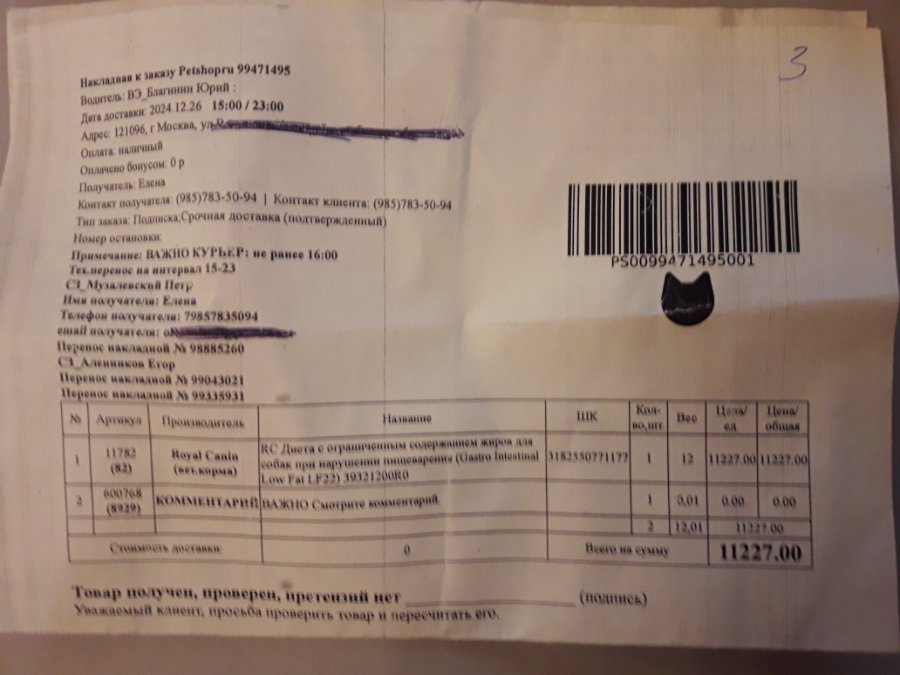 3
Накладная к заказу Petshopru 99471495
Водитель: ВЭ_Благинин Юрий :
Дата доставки: 2024.12.26 15:00 / 23:00
Адрес: 121096, г Москва, ул
Оплата: наличный
Оплачено бонусом: 0 р
Получатель: Елена
Контакт получателя: (985)783-50-94 | Контакт клиента: (985)783-50-94
Тип заказа: Подписка,Срочная доставка (подтвержденный)
Номер остановки:
Примечание: ВАЖНО КУРЬЕР: не ранее 16:00
Тех.перенос на интервал 15-23
СЗ_Музалевский Петр
Имя получателя: Елена
Телефон получателя: 79857835094
email получателя:
Перенос накладной № 98885260
СЗ_Аленников Егор
Перенос накладной № 99043021
Перенос накладной № 99335931
PS0099471495001
№ Артикул Производитель Название ШК Кол-во,шт. Вес Цена/ед Цена/общая
1 11782 (82) Royal Canin (вет.корма) RC Диета с ограниченным содержанием жиров для
собак при нарушении пищеварения (Gastro Intestinal
Low Fat LF22) 39321200R0 3182550771177 1 12 11227.00 11227.00
2 600768 (8929) КОММЕНТАРИЙ ВАЖНО Смотрите комментарий. 1 0,01 0.00 0.00
2 12,01 11227.00
Стоимость доставки 0 Всего на сумму 11227.00
Товар получен, проверен, претензий нет (подпись)
Уважаемый клиент, просьба проверить товар и пересчитать его.